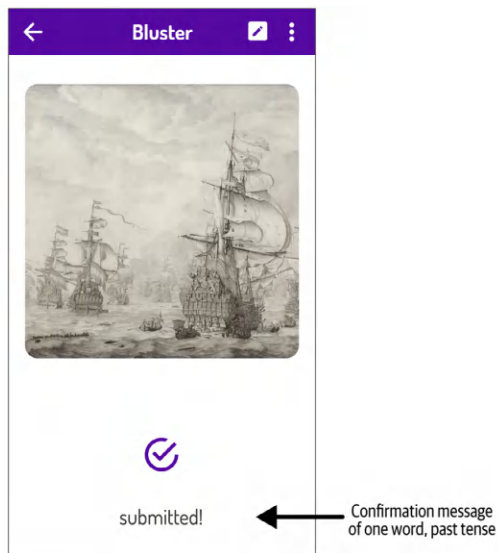 Bluster
submitted!
Confirmation message
of one word, past tense